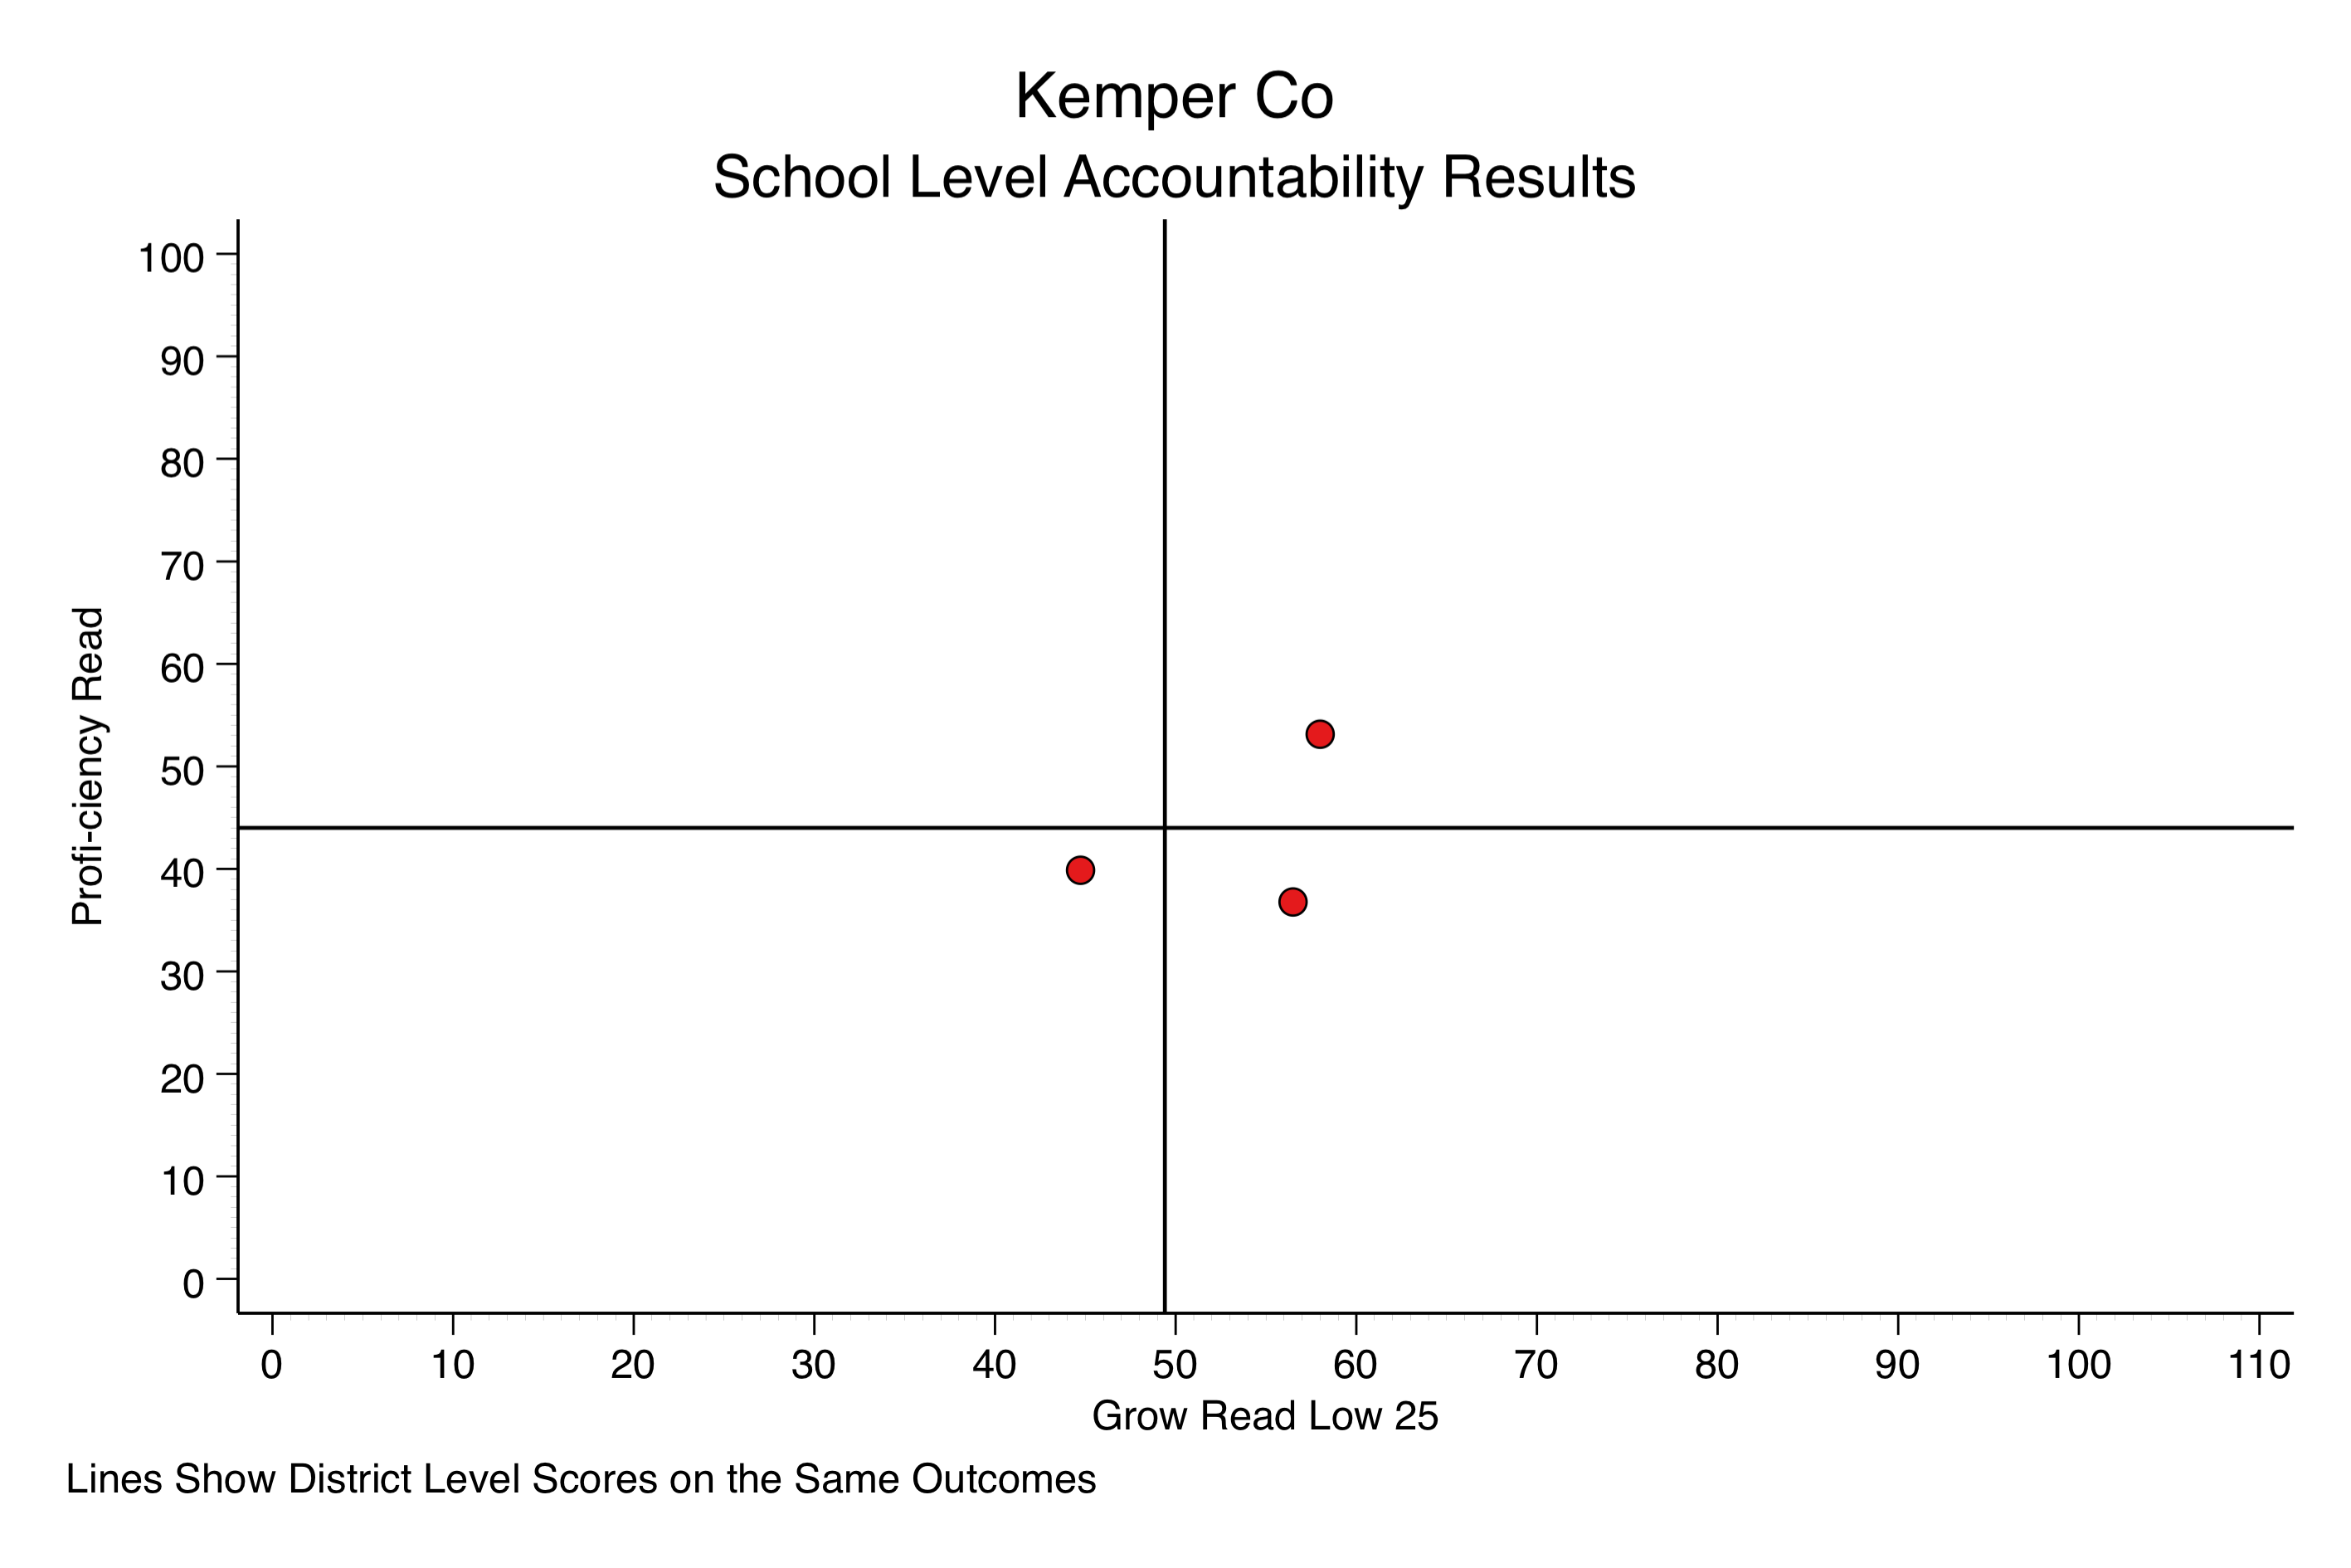 Kemper Co
School Level Accountability Results
100
90
80
70
60
50
40
30
20
10
0
Profi-ciency Read
0 10 20 30 40 50 60 70 80 90 100 110
Grow Read Low 25
Lines Show District Level Scores on the Same Outcomes